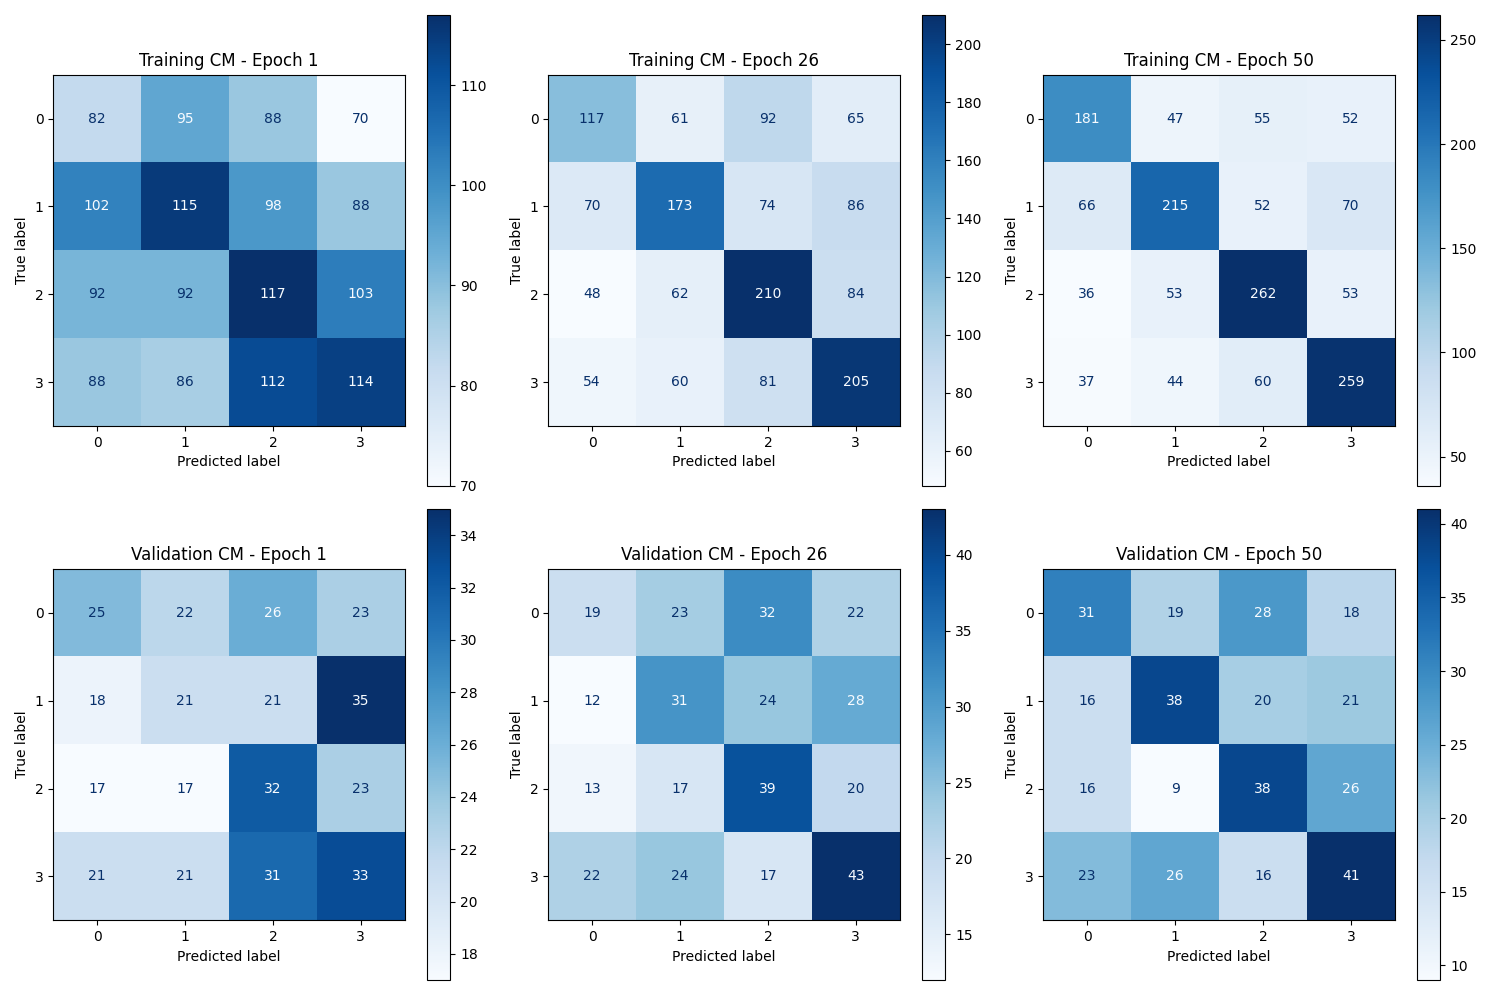 Training CM - Epoch 1
True label
0 82 95 88 70
1 102 115 98 88
2 92 92 117 103
3 88 86 112 114
0 1 2 3
Predicted label
110
100
90
80
70
Training CM - Epoch 26
True label
0 117 61 92 65
1 70 173 74 86
2 48 62 210 84
3 54 60 81 205
0 1 2 3
Predicted label
200
180
160
140
120
100
80
60
Training CM - Epoch 50
True label
0 181 47 55 52
1 66 215 52 70
2 36 53 262 53
3 37 44 60 259
0 1 2 3
Predicted label
250
200
150
100
50
Validation CM - Epoch 1
True label
0 25 22 26 23
1 18 21 21 35
2 17 17 32 23
3 21 21 31 33
0 1 2 3
Predicted label
34
32
30
28
26
24
22
20
18
Validation CM - Epoch 26
True label
0 19 23 32 22
1 12 31 24 28
2 13 17 39 20
3 22 24 17 43
0 1 2 3
Predicted label
40
35
30
25
20
15
Validation CM - Epoch 50
True label
0 31 19 28 18
1 16 38 20 21
2 16 9 38 26
3 23 26 16 41
0 1 2 3
Predicted label
40
35
30
25
20
15
10